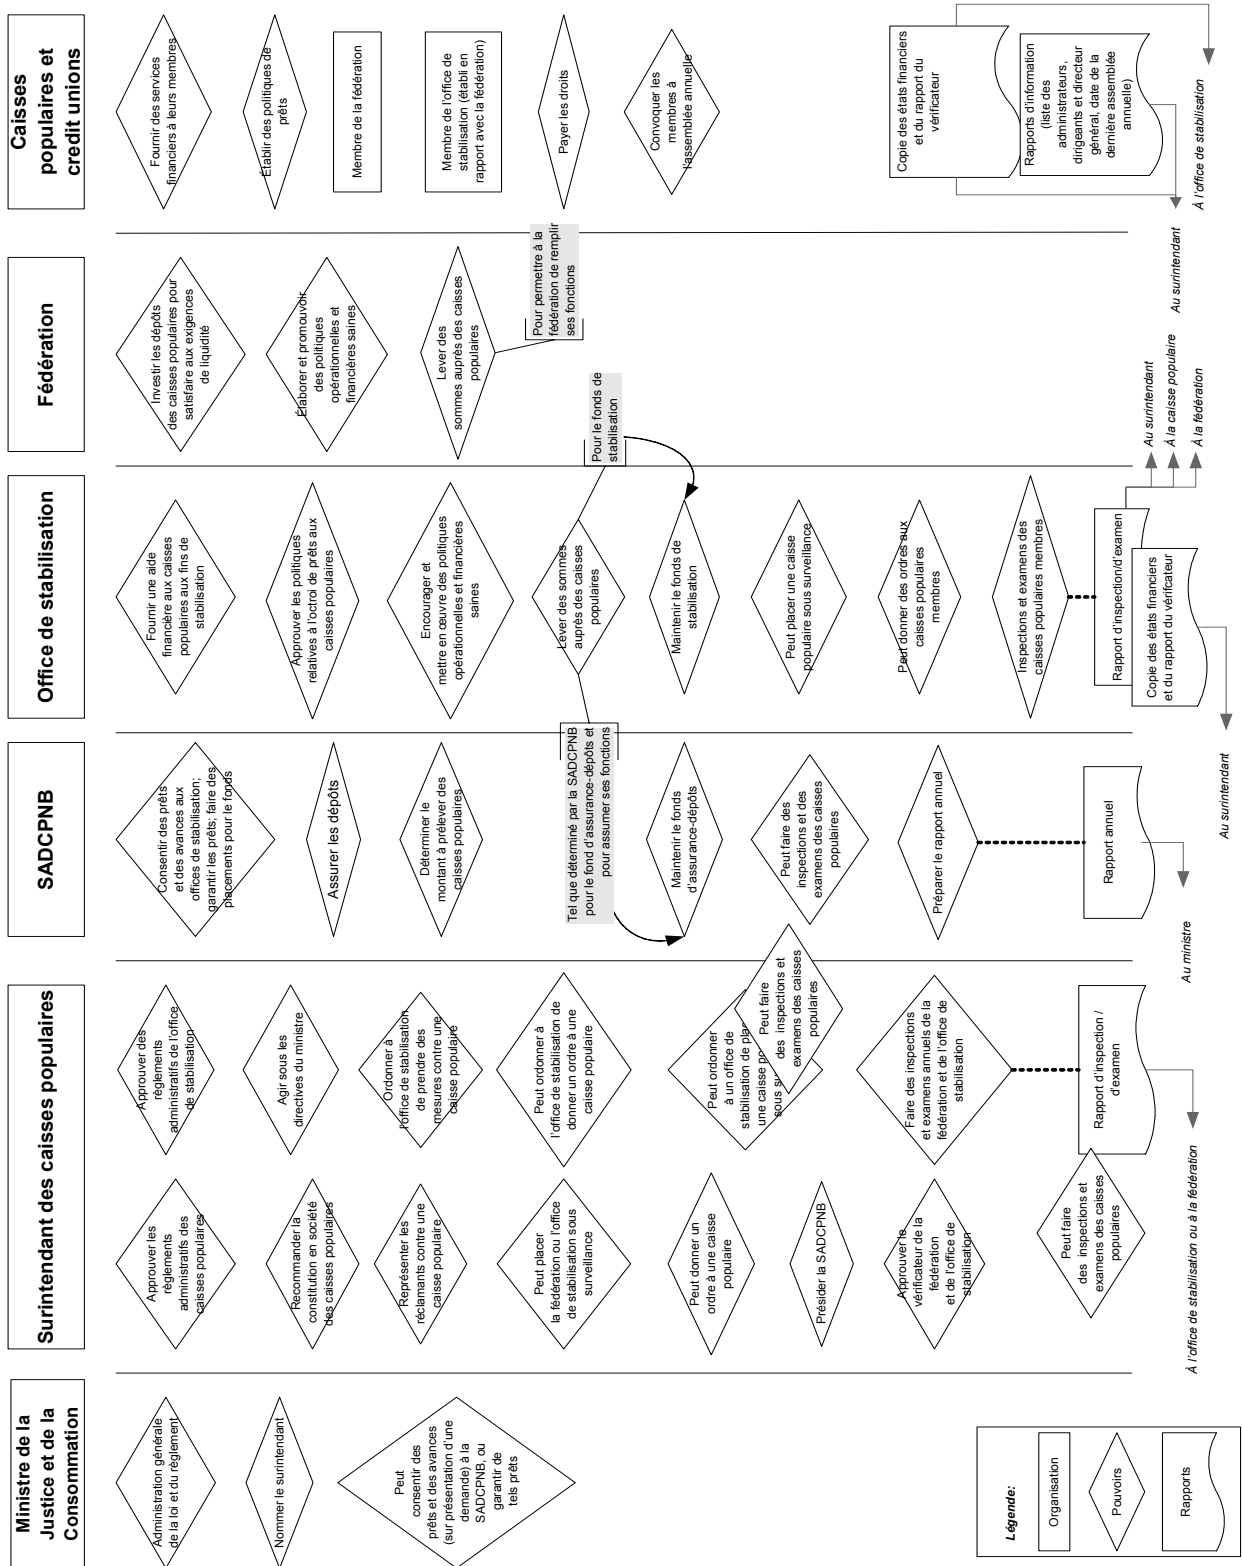 Ministre de la
Justice et de la
Consommation
Administration générale
de la loi et du règlement
Nommer le surintendant
Peut
consentir des
prêts et des avances
(sur présentation d'une
demande) à la
SADCPNB, ou
garantir de
tels prêts
Légende:
Organisation
Pouvoirs
Rapports
Surintendant des caisses populaires
Approuver les
règlements
administratifs des
caisses populaires
Recommander la
constitution en société
des caisses populaires
Représenter les
réclamants contre une
caisse populaire
Peut placer
la fédération ou l'office
de stabilisation sous
surveillance
Peut donner un
ordre à une caisse
populaire
Présider la SADCPNB
Approuver le
vérificateur de la
fédération
et de l'office de
stabilisation
Peut faire
des inspections et
examens des caisses
populaires
Approuver des
règlements
administratifs de l'office
de stabilisation
Agir sous les
directives du ministre
Ordonner à
l'office de stabilisation
de prendre des
mesures contre une
caisse populaire
Peut ordonner à
l'office de stabilisation de
donner un ordre à une
caisse populaire
Peut ordonner
à un office de
stabilisation de
une caisse
sous
Peut faire
des inspections et
examens des caisses
populaires
Faire des inspections
et examens annuels de la
fédération et de l'office de
stabilisation
Rapport d'inspection /
d'examen
À l'office de stabilisation ou à la fédération
SADCPNB
Consentir des prêts
et des avances aux
offices de stabilisation;
garantir les prêts; faire des
placements pour le fonds
Assurer les dépôts
Déterminer le
montant à prélever des
caisses populaires
Tel que déterminé par la SADCPNB
pour le fond d'assurance-dépôts et
pour assumer ses fonctions
Maintenir le fonds
d'assurance-dépôts
Peut faire des
inspections et des
examens des caisses
populaires
Préparer le rapport annuel
Rapport annuel
Au ministre
Office de stabilisation
Fournir une aide
financière aux caisses
populaires aux fins de
stabilisation
Approuver les politiques
relatives à l'octroi de prêts aux
caisses populaires
Encourager et
mettre en œuvre des politiques
opérationnelles et financières
saines
Lever des sommes
auprès des caisses
populaires
Pour le fonds de
stabilisation
Maintenir le fonds de
stabilisation
Peut placer une caisse
populaire sous surveillance
Peut donner des ordres aux
caisses populaires
membres
Inspections et examens des
caisses populaires membres
Rapport d'inspection/d'examen
Copie des états financiers
et du rapport du vérificateur
Au surintendant
Au surintendant
À la caisse populaire
À la fédération
Fédération
Investir les dépôts
des caisses populaires pour
satisfaire aux exigences
de liquidité
Élaborer et promouvoir
des politiques
opérationnelles et
financières saines
Lever des
sommes auprès des caisses
populaires
Pour permettre à la
fédération de remplir
ses fonctions
Caisses
populaires et
credit unions
Fournir des services
financiers à leurs membres
Établir des politiques de
prêts
Membre de la fédération
Membre de l'office de
stabilisation (établi en
rapport avec la fédération)
Payer les droits
Convoquer les
membres à
l'assemblée annuelle
Copie des états financiers
et du rapport du
vérificateur
Rapports d'information
(liste des
administrateurs,
dirigeants et directeur
général, date de la
dernière assemblée
annuelle)
Au surintendant
À l'office de stabilisation